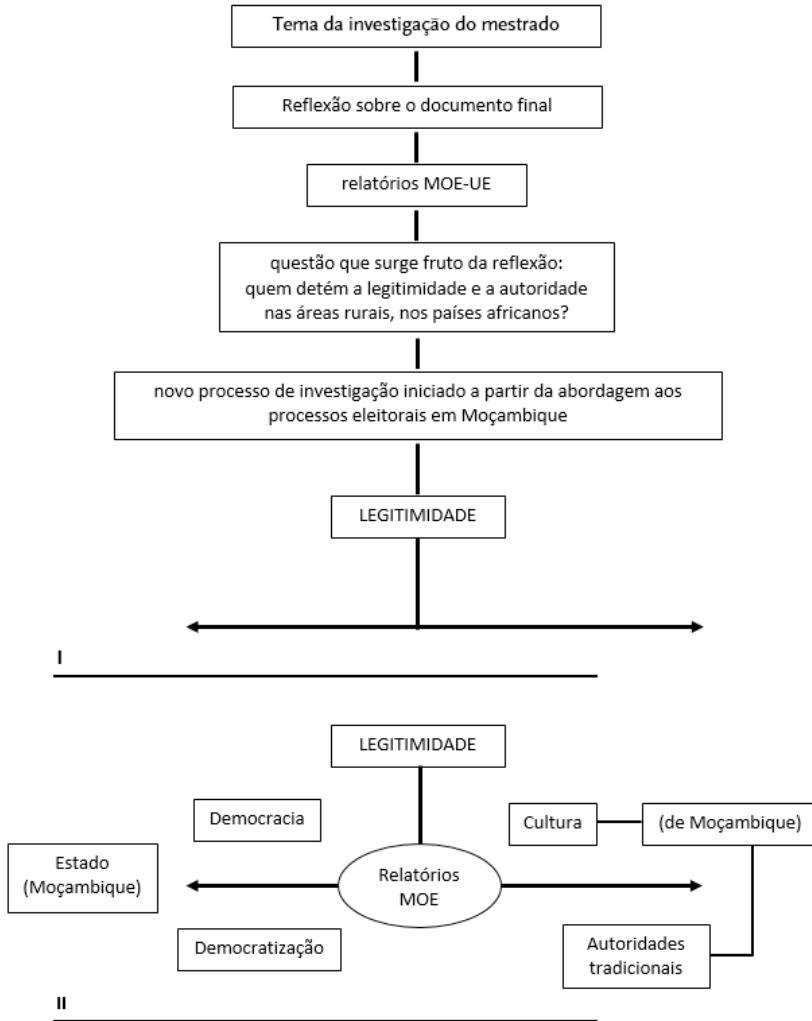 Tema da investigação do mestrado
Reflexão sobre o documento final
relatórios MOE-UE
questão que surge fruto da reflexão:
quem detém a legitimidade e a autoridade
nas áreas rurais, nos países africanos?
novo processo de investigação iniciado a partir da abordagem aos
processos eleitorais em Moçambique
LEGITIMIDADE
I
LEGITIMIDADE
Democracia
Cultura
(de Moçambique)
Estado
(Moçambique)
Relatórios
MOE
Democratização
Autoridades
tradicionais
II